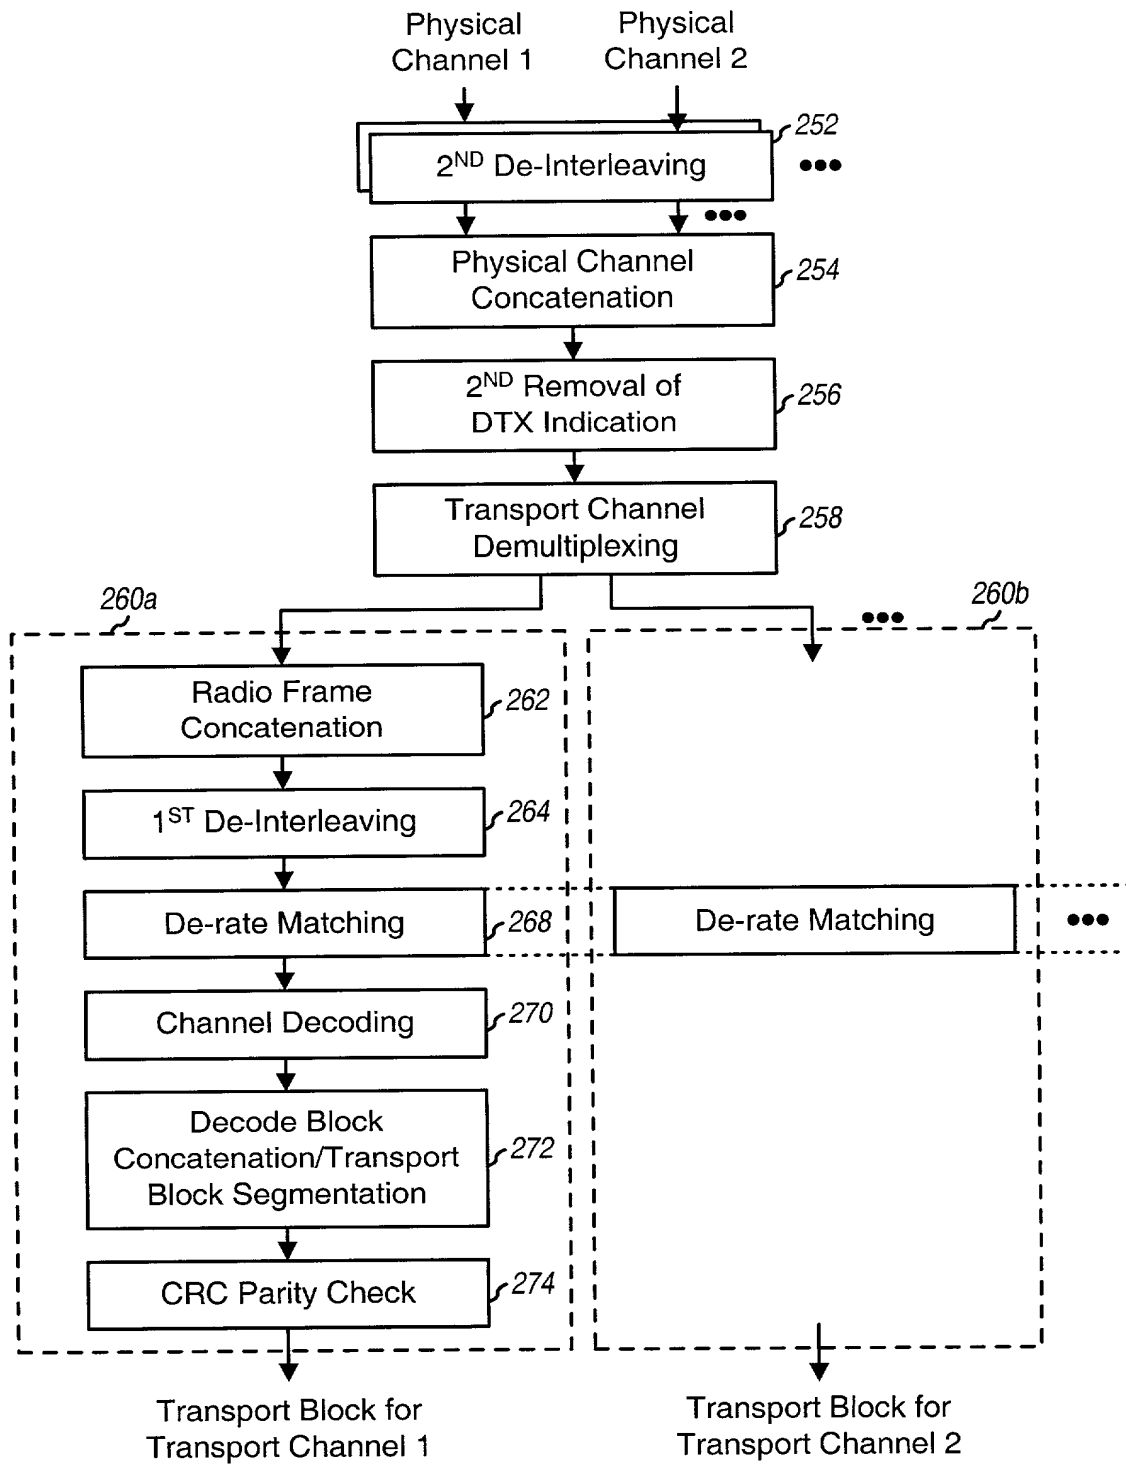 Physical
Channel 1
Physical
Channel 2
252
2ND De-Interleaving
Physical Channel
Concatenation
254
2ND Removal of
DTX Indication
256
Transport Channel
Demultiplexing
258
260a
260b
Radio Frame
Concatenation
262
1ST De-Interleaving
264
De-rate Matching
268
De-rate Matching
Channel Decoding
270
Decode Block
Concatenation/Transport
Block Segmentation
272
CRC Parity Check
274
Transport Block for
Transport Channel 1
Transport Block for
Transport Channel 2